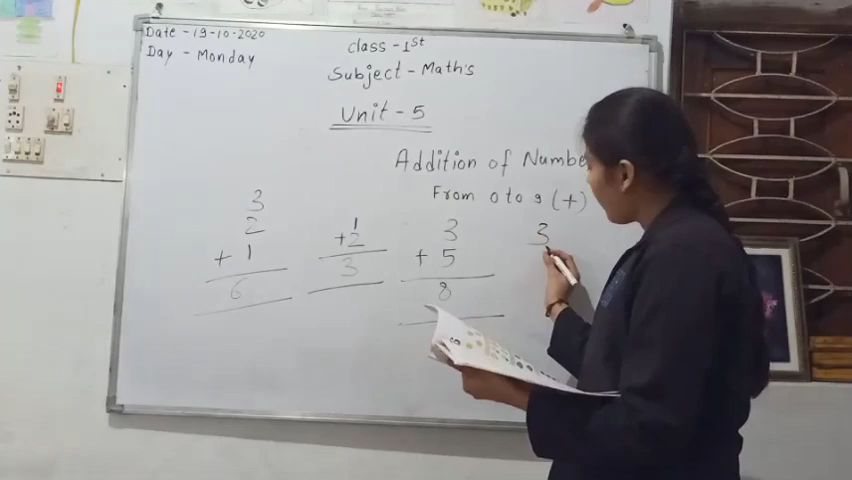 Date - 19-10-2020
Day - Monday
Class - 1st
Subject - Math's
Unit - 5
Addition of Numbe
From 0 to 9 (+)
3
2
+ 1
6
1
+2
3
3
+ 5
8
3